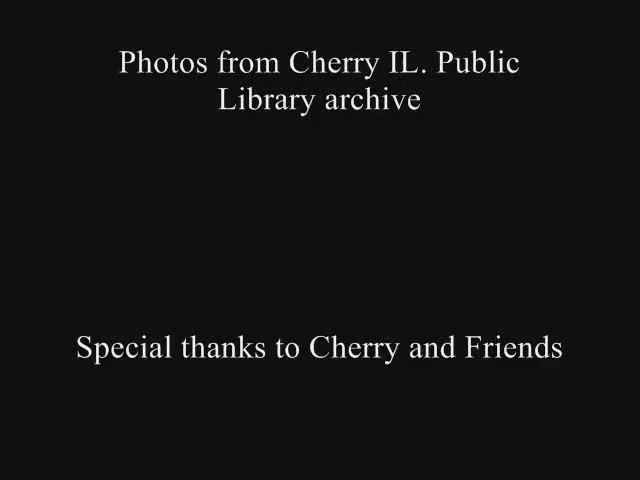 Photos from Cherry IL. Public
Library archive
Special thanks to Cherry and Friends